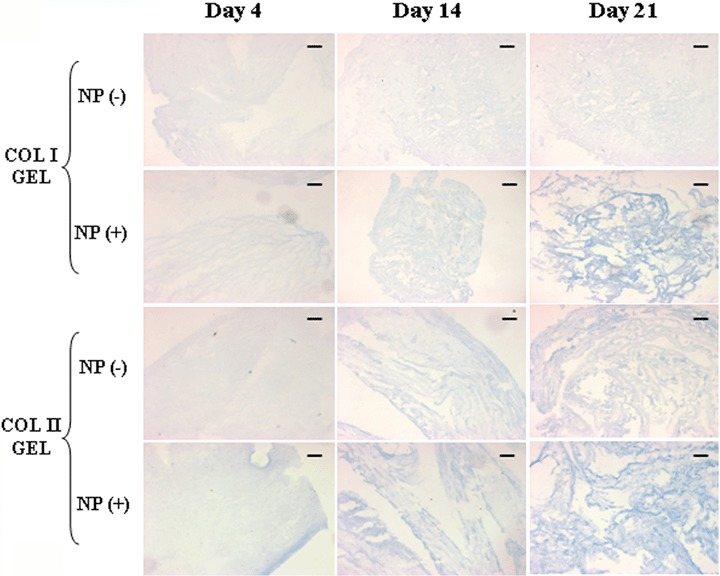 Day 4 Day 14 Day 21
NP (-)
COL I
GEL
NP (+)
NP (-)
COL II
GEL
NP (+)